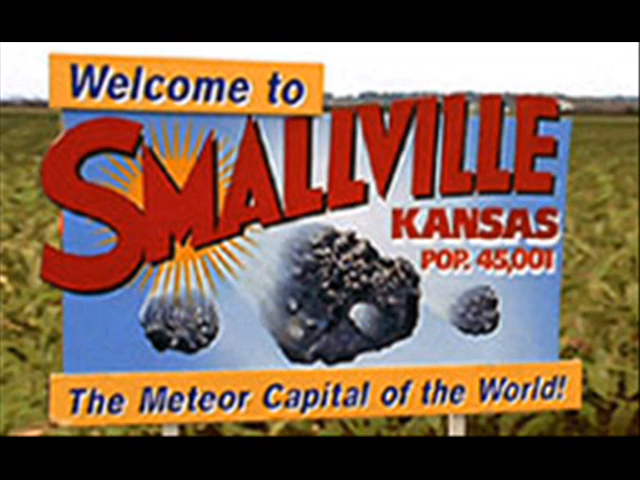 Welcome to
SMALLVILLE
KANSAS
POP. 45,001
The Meteor Capital of the World!